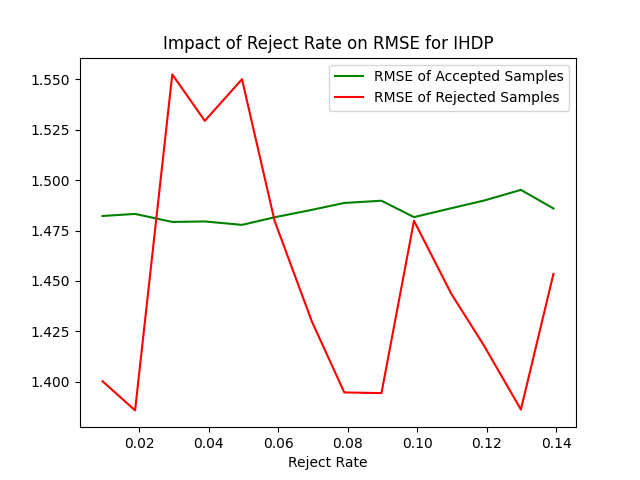 Impact of Reject Rate on RMSE for IHDP
RMSE of Accepted Samples
RMSE of Rejected Samples
1.550
1.525
1.500
1.475
1.450
1.425
1.400
0.02 0.04 0.06 0.08 0.10 0.12 0.14
Reject Rate